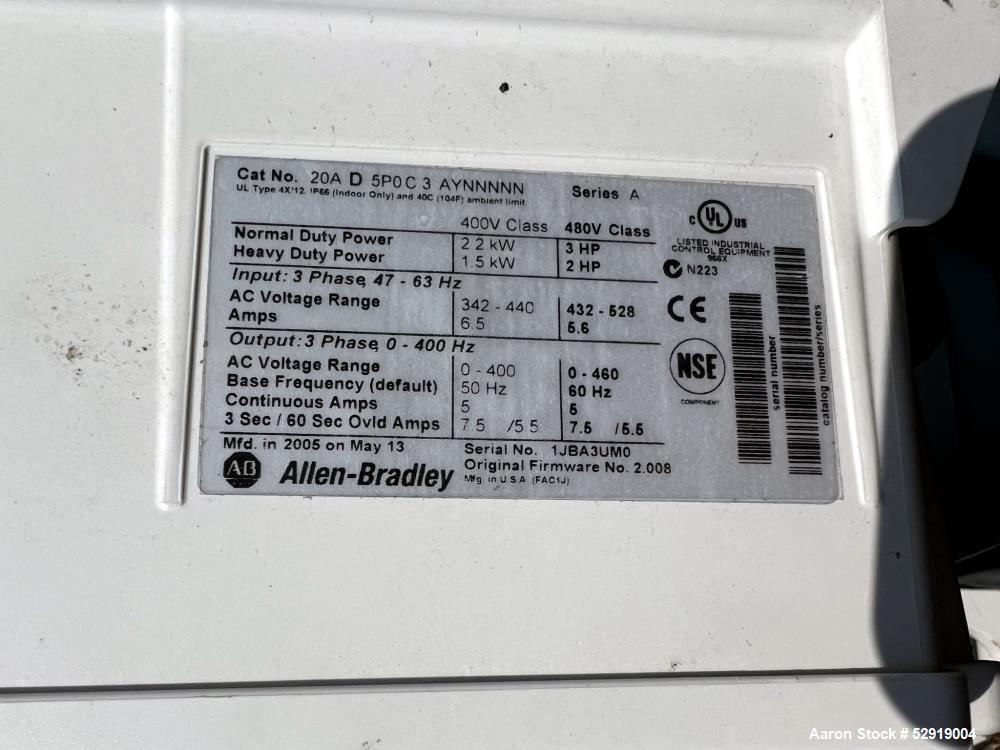 Cat No. 20A D 5P0 C 3 AYNNNNN Series A
UL Type 4X/12, IP66 (Indoor Only) and 40C (104F) ambient limit
400V Class 480V Class
Normal Duty Power 2.2 kW 3 HP
Heavy Duty Power 1.5 kW 2 HP
Input: 3 Phase, 47 - 63 Hz
AC Voltage Range 342 - 440 432 - 528
Amps 6.5 5.6
Output: 3 Phase, 0 - 400 Hz
AC Voltage Range 0 - 400 0 - 460
Base Frequency (default) 50 Hz 60 Hz
Continuous Amps 5 5
3 Sec / 60 Sec Ovld Amps 7.5 /5.5 7.5 /5.5
Mfd. in 2005 on May 13 Serial No. 1JBA3UM0
Original Firmware No. 2.008
AB Allen-Bradley Mfg. in U.S.A (FAC1J)
C UL US
LISTED INDUSTRIAL
CONTROL EQUIPMENT
966X
N223
CE
NSF
COMPONENT
serial number
catalog number/series
Aaron Stock # 52919004